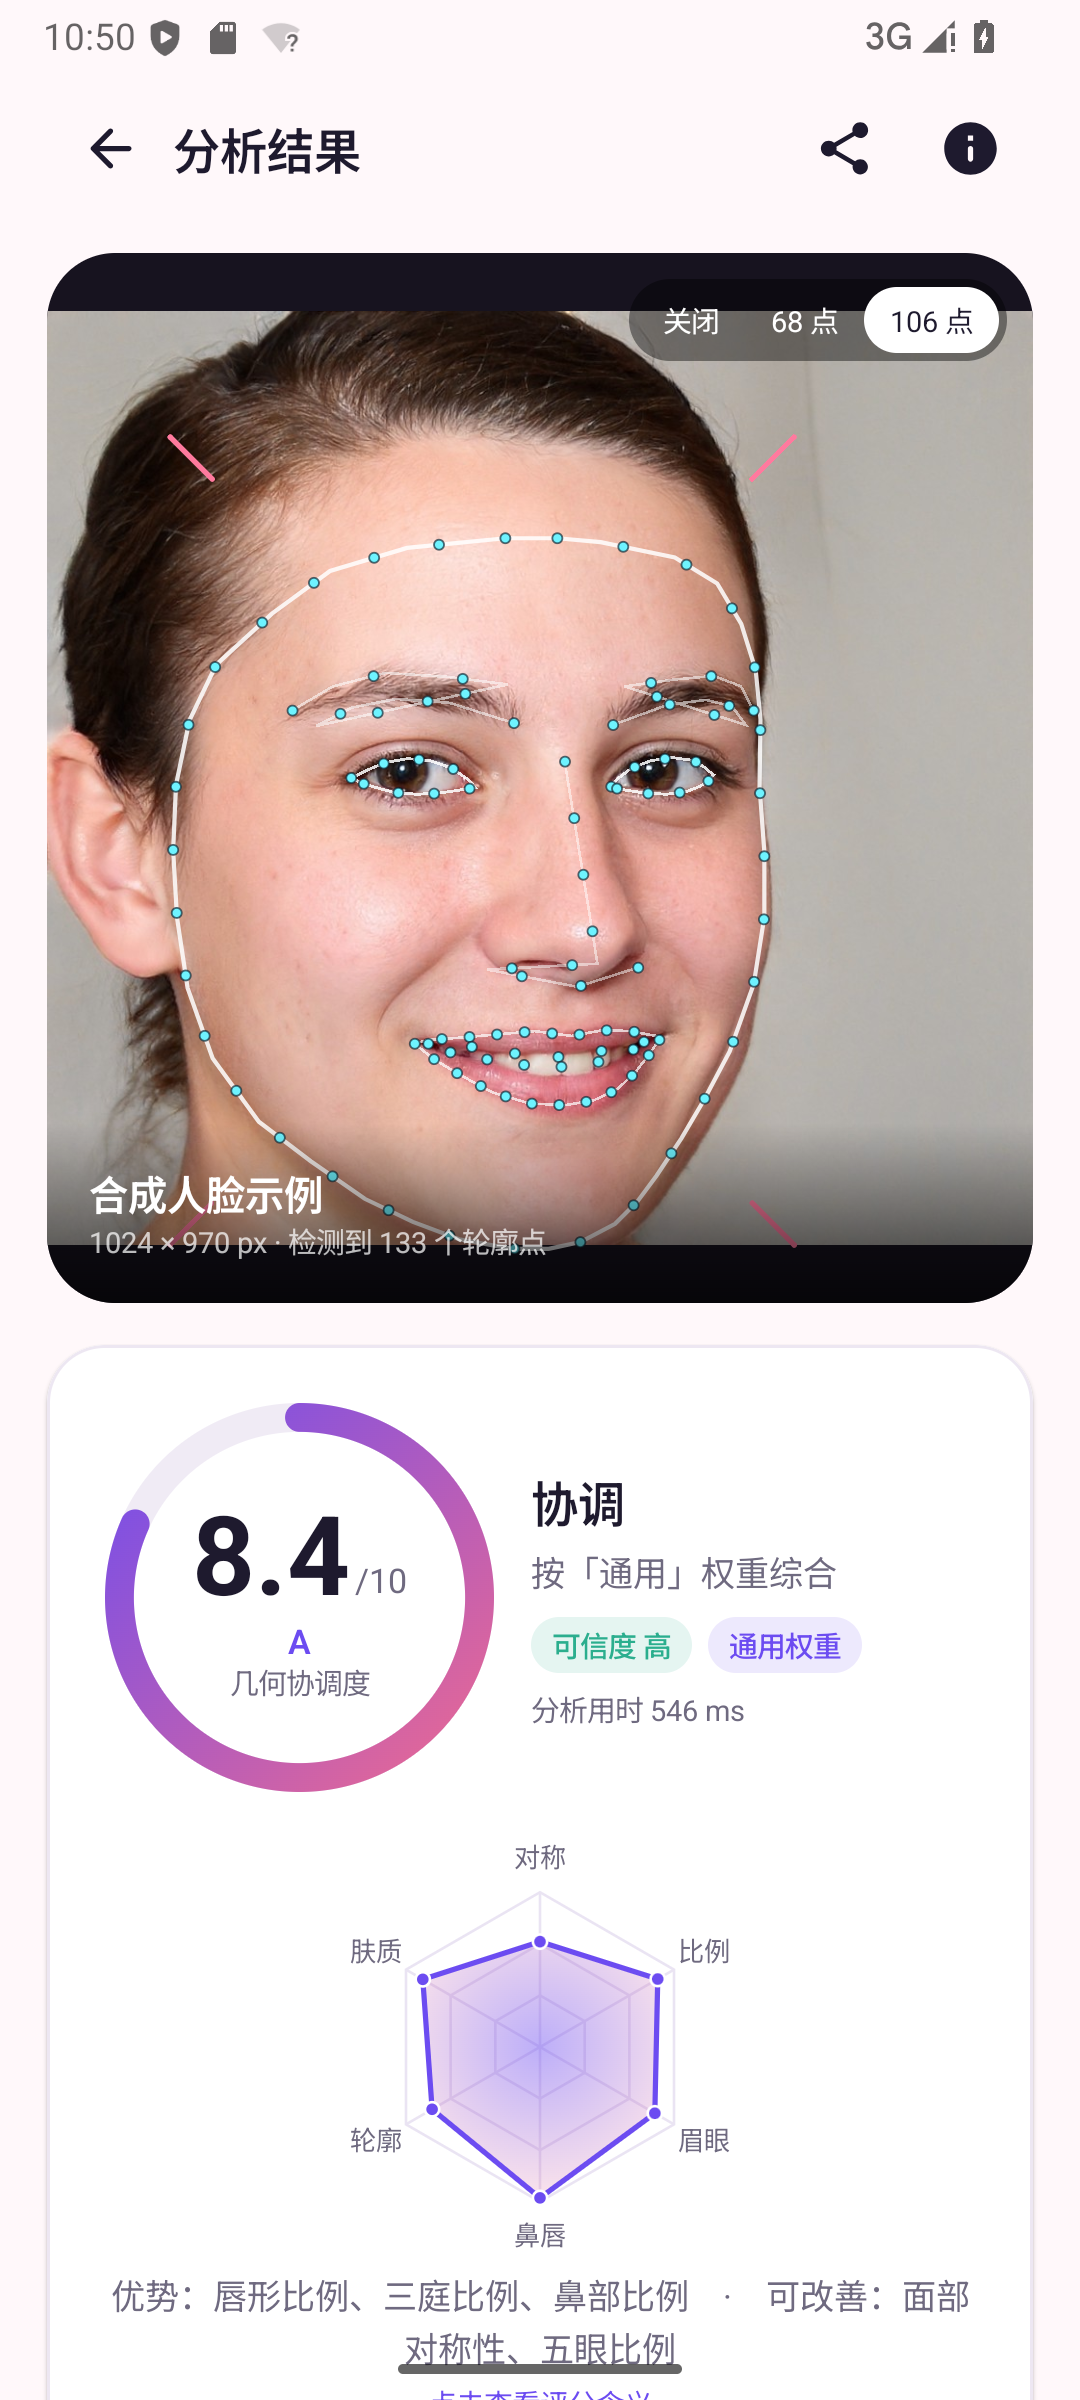 10:50
3G
分析结果
关闭 68 点 106 点
合成人脸示例
1024 × 970 px · 检测到 133 个轮廓点
8.4/10
A
几何协调度
协调
按「通用」权重综合
可信度 高 通用权重
分析用时 546 ms
对称
肤质 比例
轮廓 眉眼
鼻唇
优势：唇形比例、三庭比例、鼻部比例 · 可改善：面部
对称性、五眼比例